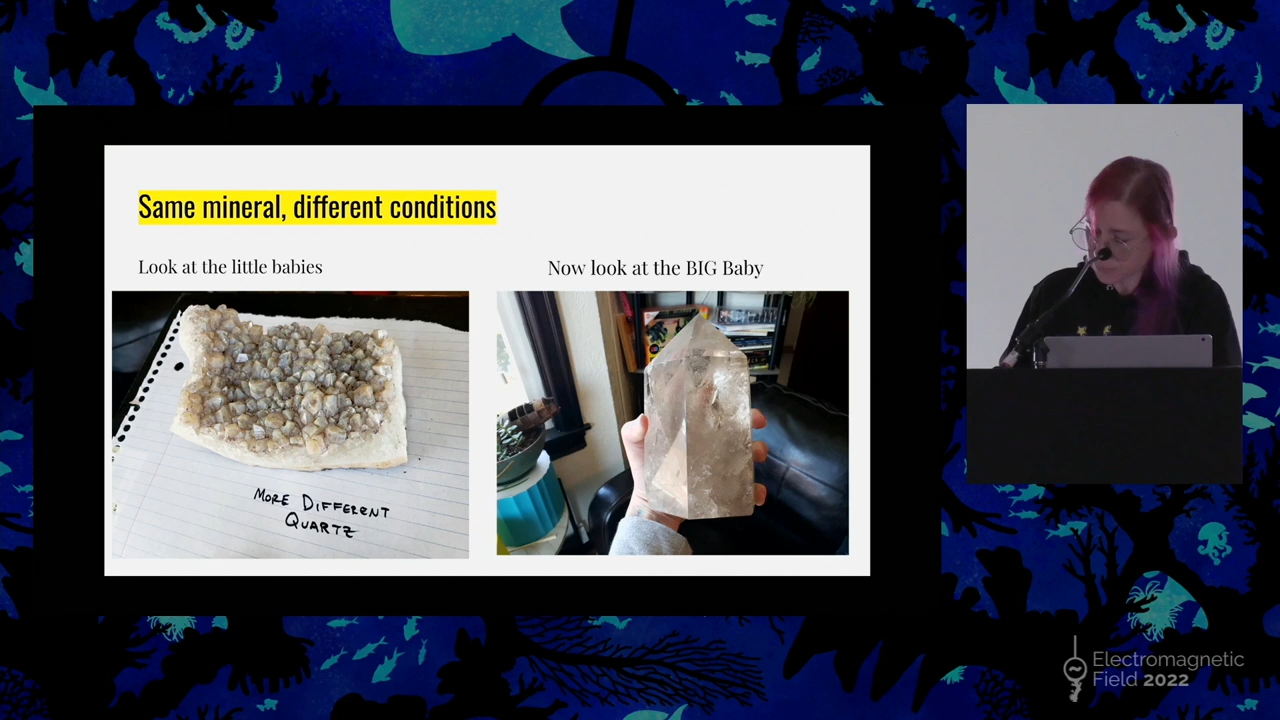 Same mineral, different conditions
Look at the little babies
Now look at the BIG Baby
MORE DIFFERENT
QUARTZ
Electromagnetic
Field 2022